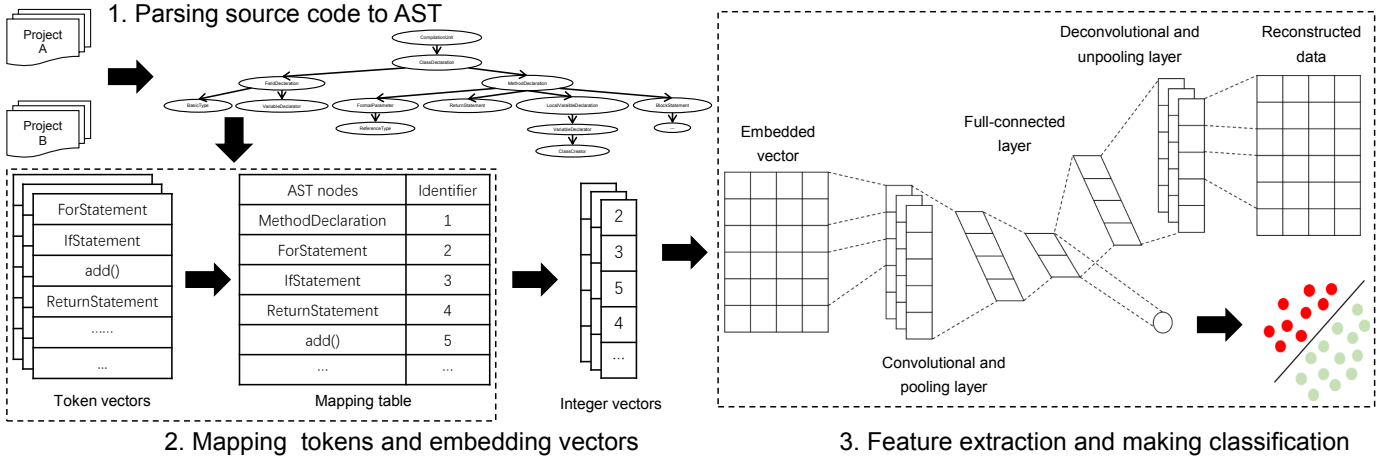 1. Parsing source code to AST
Project
A
Project
B
CompilationUnit
ClassDeclaration
FieldDeclaration
MethodDeclaration
BasicType
VariableDeclarator
FormalParameter
ReturnStatement
LocalVariableDeclaration
BlockStatement
ReferenceType
VariableDeclarator
...
ClassCreator
ForStatement
IfStatement
add()
ReturnStatement
......
...
Token vectors
AST nodes Identifier
MethodDeclaration 1
ForStatement 2
IfStatement 3
ReturnStatement 4
add() 5
... ...
Mapping table
2
3
5
4
...
Integer vectors
2. Mapping tokens and embedding vectors
Embedded
vector
Convolutional and
pooling layer
Full-connected
layer
Deconvolutional and
unpooling layer
Reconstructed
data
3. Feature extraction and making classification